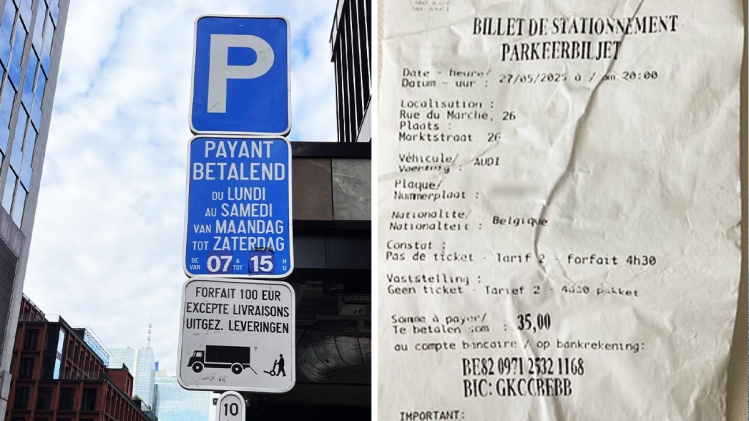 P
PAYANT
BETALEND
DU LUNDI
AU SAMEDI
VAN MAANDAG
TOT ZATERDAG
DE VAN 07 À TOT 15 H U
FORFAIT 100 EUR
EXCEPTE LIVRAISONS
UITGEZ. LEVERINGEN
10
BILLET DE STATIONNEMENT
PARKEERBILJET
Date - heure/
Datum - uur : 27/05/2025 à / om 20:00
Localisation :
Rue du Marché, 26
Plaats :
Marktstraat 26
Véhicule/
Voertuig : AUDI
Plaque/
Nummerplaat :
Nationalité/
Nationaliteit : Belgique
Constat :
Pas de ticket - Tarif 2 - forfait 4h30
Vaststelling :
Geen ticket - Tarief 2 - 4u30 pakket
Somme à payer/
Te betalen som : 35,00
au compte bancaire / op bankrekening:
BE82 0971 2532 1168
BIC: GKCCBEBB
IMPORTANT: